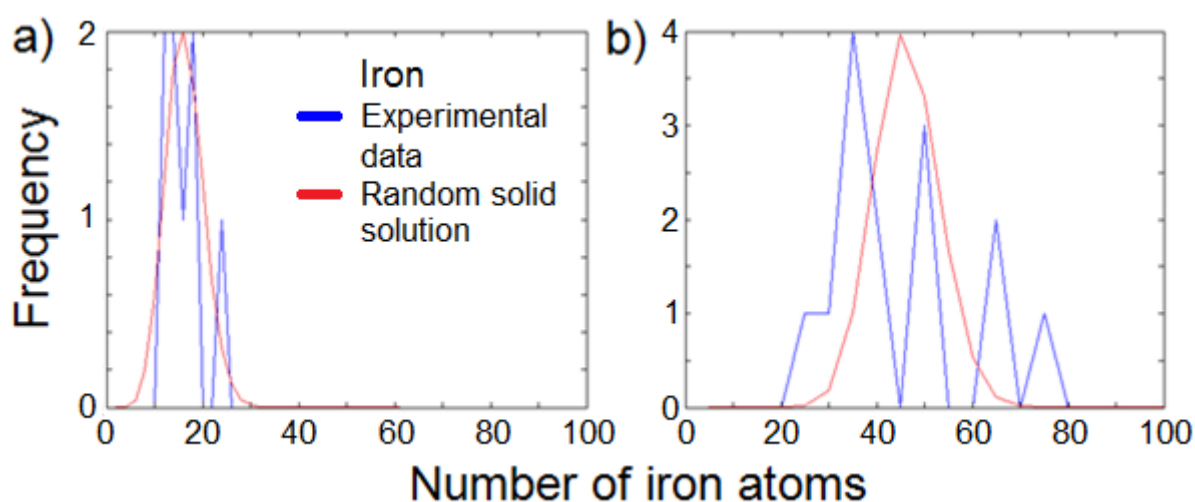 a)
2
1
0
Iron
Experimental
data
Random solid
solution
0 20 40 60 80 100
b)
4
3
2
1
0
0 20 40 60 80 100
Frequency
Number of iron atoms